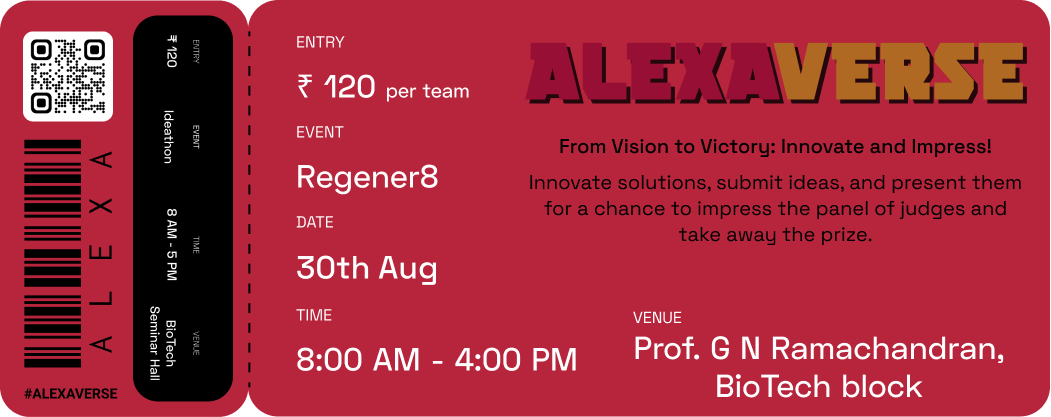 ENTRY
₹ 120
EVENT
Ideathon
TIME
8 AM - 5 PM
VENUE
BioTech
Seminar Hall
A L E X A
#ALEXAVERSE
ENTRY
₹ 120 per team
EVENT
Regener8
DATE
30th Aug
TIME
8:00 AM - 4:00 PM
ALEXAVERSE
From Vision to Victory: Innovate and Impress!
Innovate solutions, submit ideas, and present them
for a chance to impress the panel of judges and
take away the prize.
VENUE
Prof. G N Ramachandran,
BioTech block